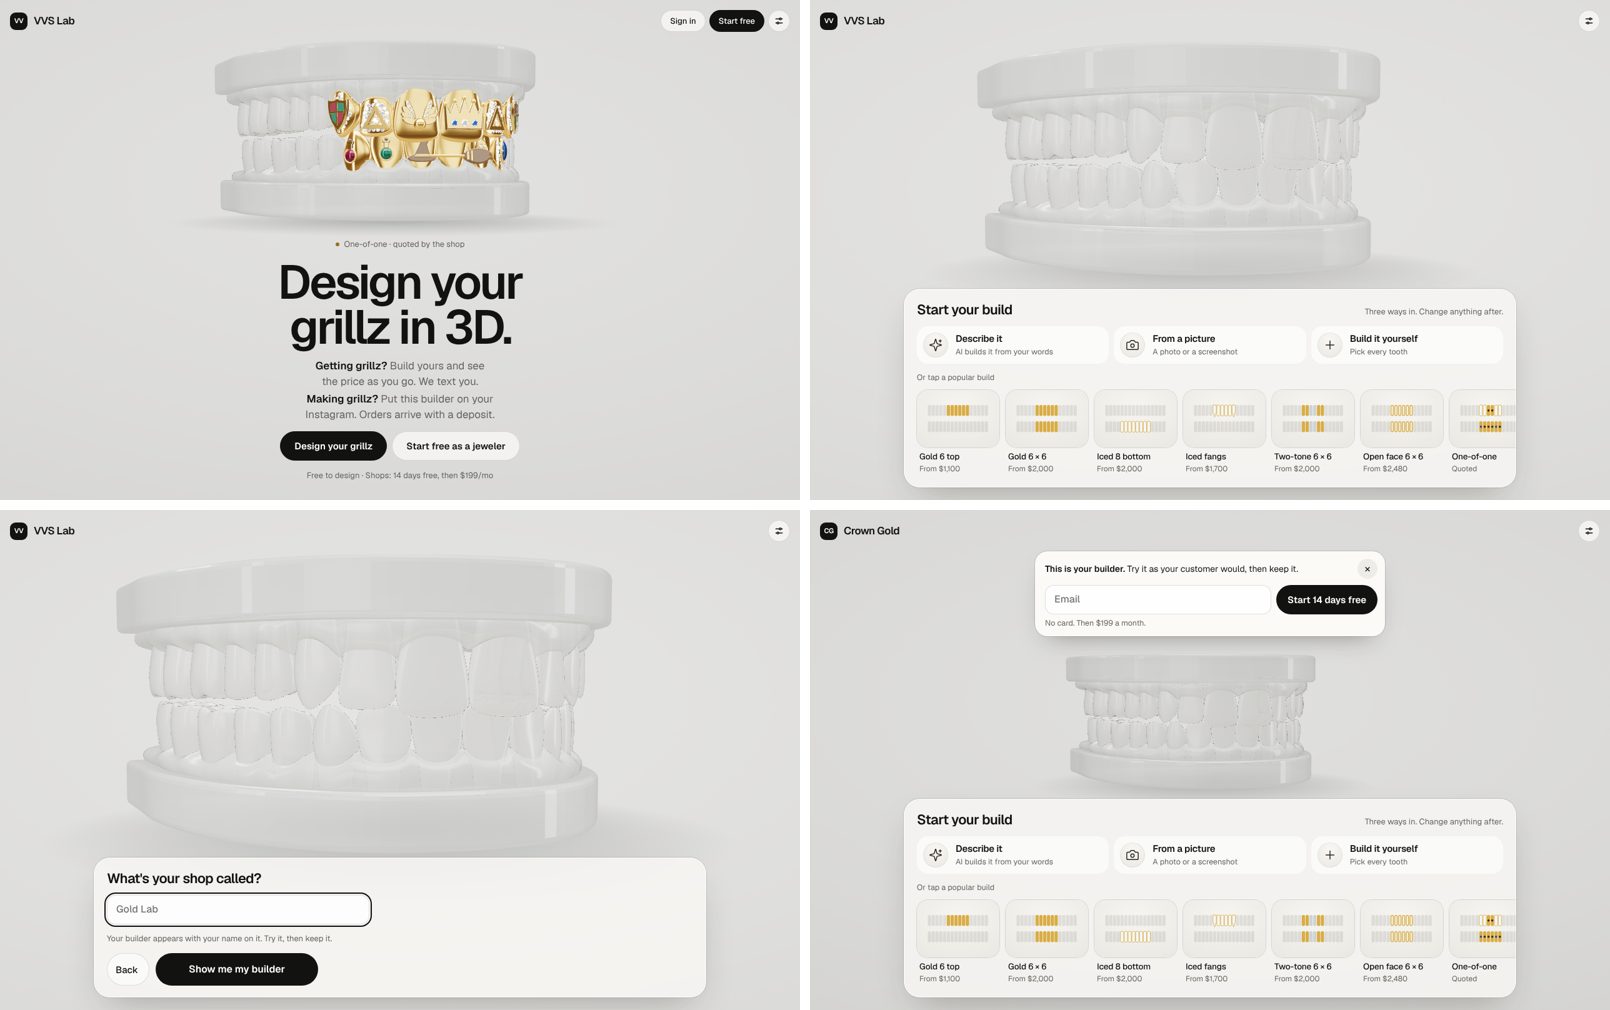 VV VVS Lab
Sign in
Start free
One-of-one · quoted by the shop
Design your
grillz in 3D.
Getting grillz? Build yours and see
the price as you go. We text you.
Making grillz? Put this builder on your
Instagram. Orders arrive with a deposit.
Design your grillz
Start free as a jeweler
Free to design · Shops: 14 days free, then $199/mo
VV VVS Lab
Start your build
Three ways in. Change anything after.
Describe it
AI builds it from your words
From a picture
A photo or a screenshot
Build it yourself
Pick every tooth
Or tap a popular build
Gold 6 top
From $1,100
Gold 6 × 6
From $2,000
Iced 8 bottom
From $2,000
Iced fangs
From $1,700
Two-tone 6 × 6
From $2,000
Open face 6 × 6
From $2,480
One-of-one
Quoted
VV VVS Lab
What's your shop called?
Gold Lab
Your builder appears with your name on it. Try it, then keep it.
Back
Show me my builder
CG Crown Gold
This is your builder. Try it as your customer would, then keep it.
Email
Start 14 days free
No card. Then $199 a month.
Start your build
Three ways in. Change anything after.
Describe it
AI builds it from your words
From a picture
A photo or a screenshot
Build it yourself
Pick every tooth
Or tap a popular build
Gold 6 top
From $1,100
Gold 6 × 6
From $2,000
Iced 8 bottom
From $2,000
Iced fangs
From $1,700
Two-tone 6 × 6
From $2,000
Open face 6 × 6
From $2,480
One-of-one
Quoted